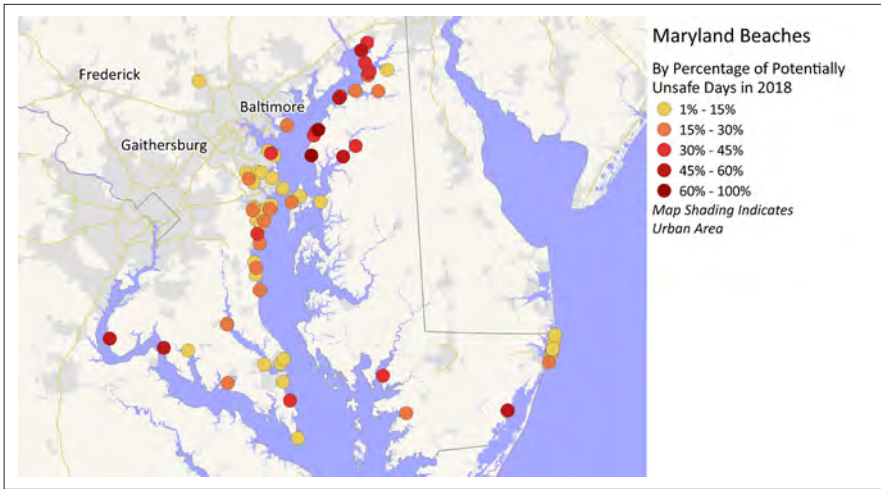 Maryland Beaches
By Percentage of Potentially
Unsafe Days in 2018
1% - 15%
15% - 30%
30% - 45%
45% - 60%
60% - 100%
Map Shading Indicates
Urban Area
Frederick
Baltimore
Gaithersburg